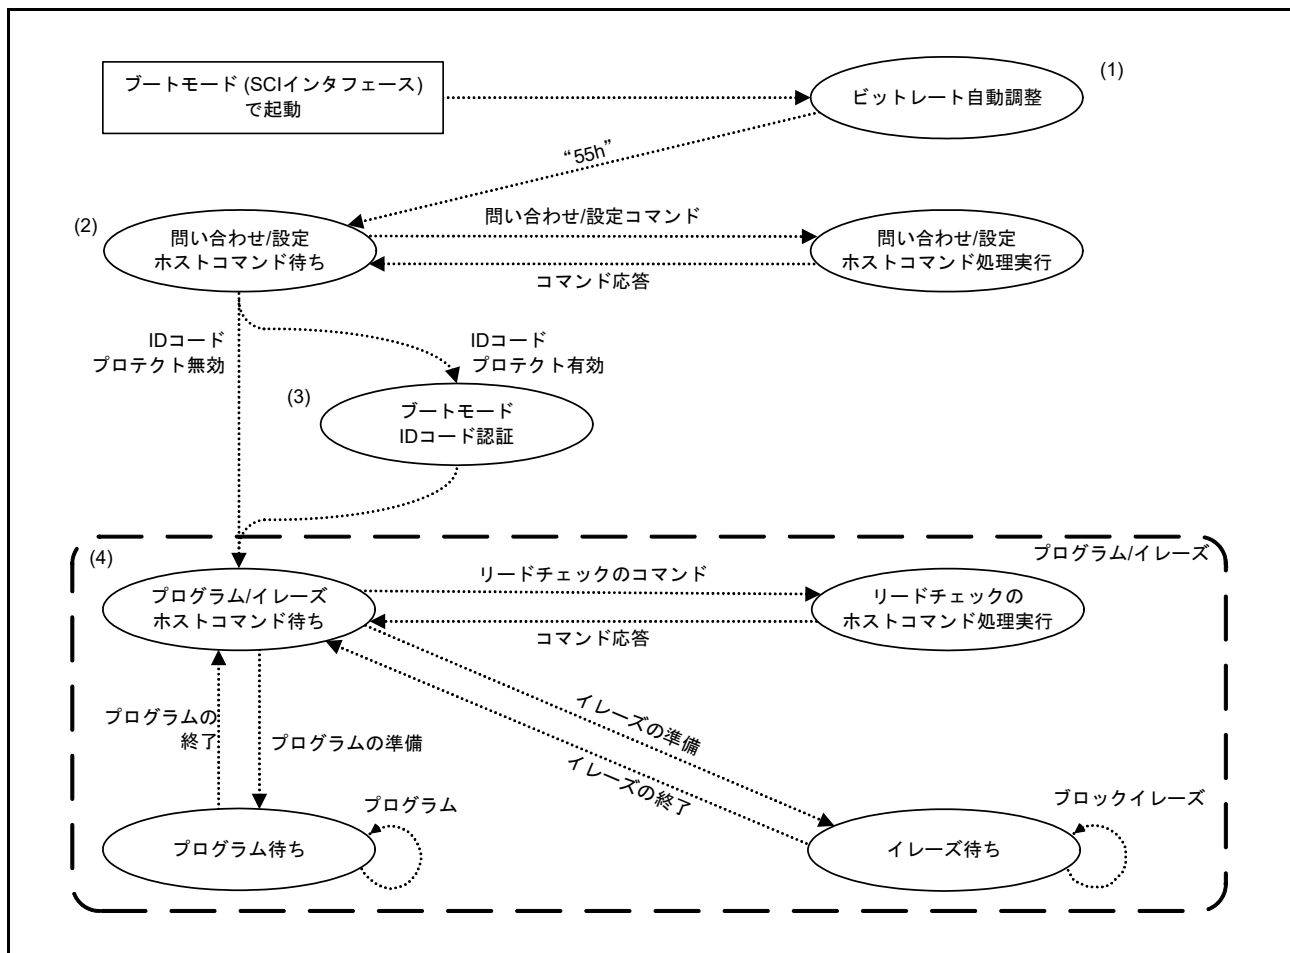 ブートモード (SCIインタフェース)
で起動
(1)
ビットレート自動調整
“55h”
(2)
問い合わせ/設定
ホストコマンド待ち
問い合わせ/設定コマンド
コマンド応答
問い合わせ/設定
ホストコマンド処理実行
IDコード
プロテクト無効
IDコード
プロテクト有効
(3)
ブートモード
IDコード認証
プログラム/イレーズ
(4)
プログラム/イレーズ
ホストコマンド待ち
リードチェックのコマンド
コマンド応答
リードチェックの
ホストコマンド処理実行
プログラムの
終了
プログラムの準備
イレーズの準備
イレーズの終了
プログラム
プログラム待ち
ブロックイレーズ
イレーズ待ち